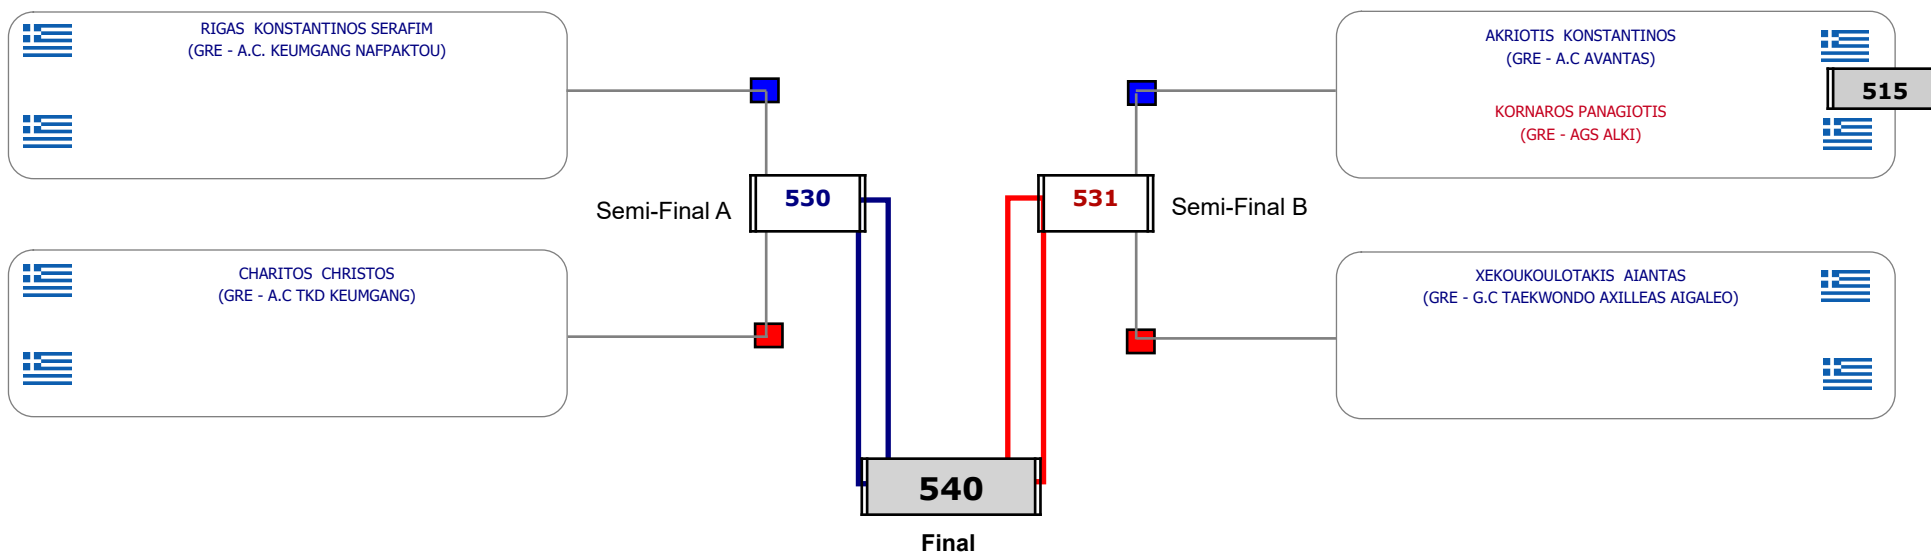 RIGAS KONSTANTINOS SERAFIM
(GRE - A.C. KEUMGANG NAFPAKTOU)
AKRIOTIS KONSTANTINOS
(GRE - A.C AVANTAS)
515
KORNAROS PANAGIOTIS
(GRE - AGS ALKI)
Semi-Final A
530
531
Semi-Final B
CHARITOS CHRISTOS
(GRE - A.C TKD KEUMGANG)
XEKOUKOULOTAKIS AIANTAS
(GRE - G.C TAEKWONDO AXILLEAS AIGALEO)
540
Final